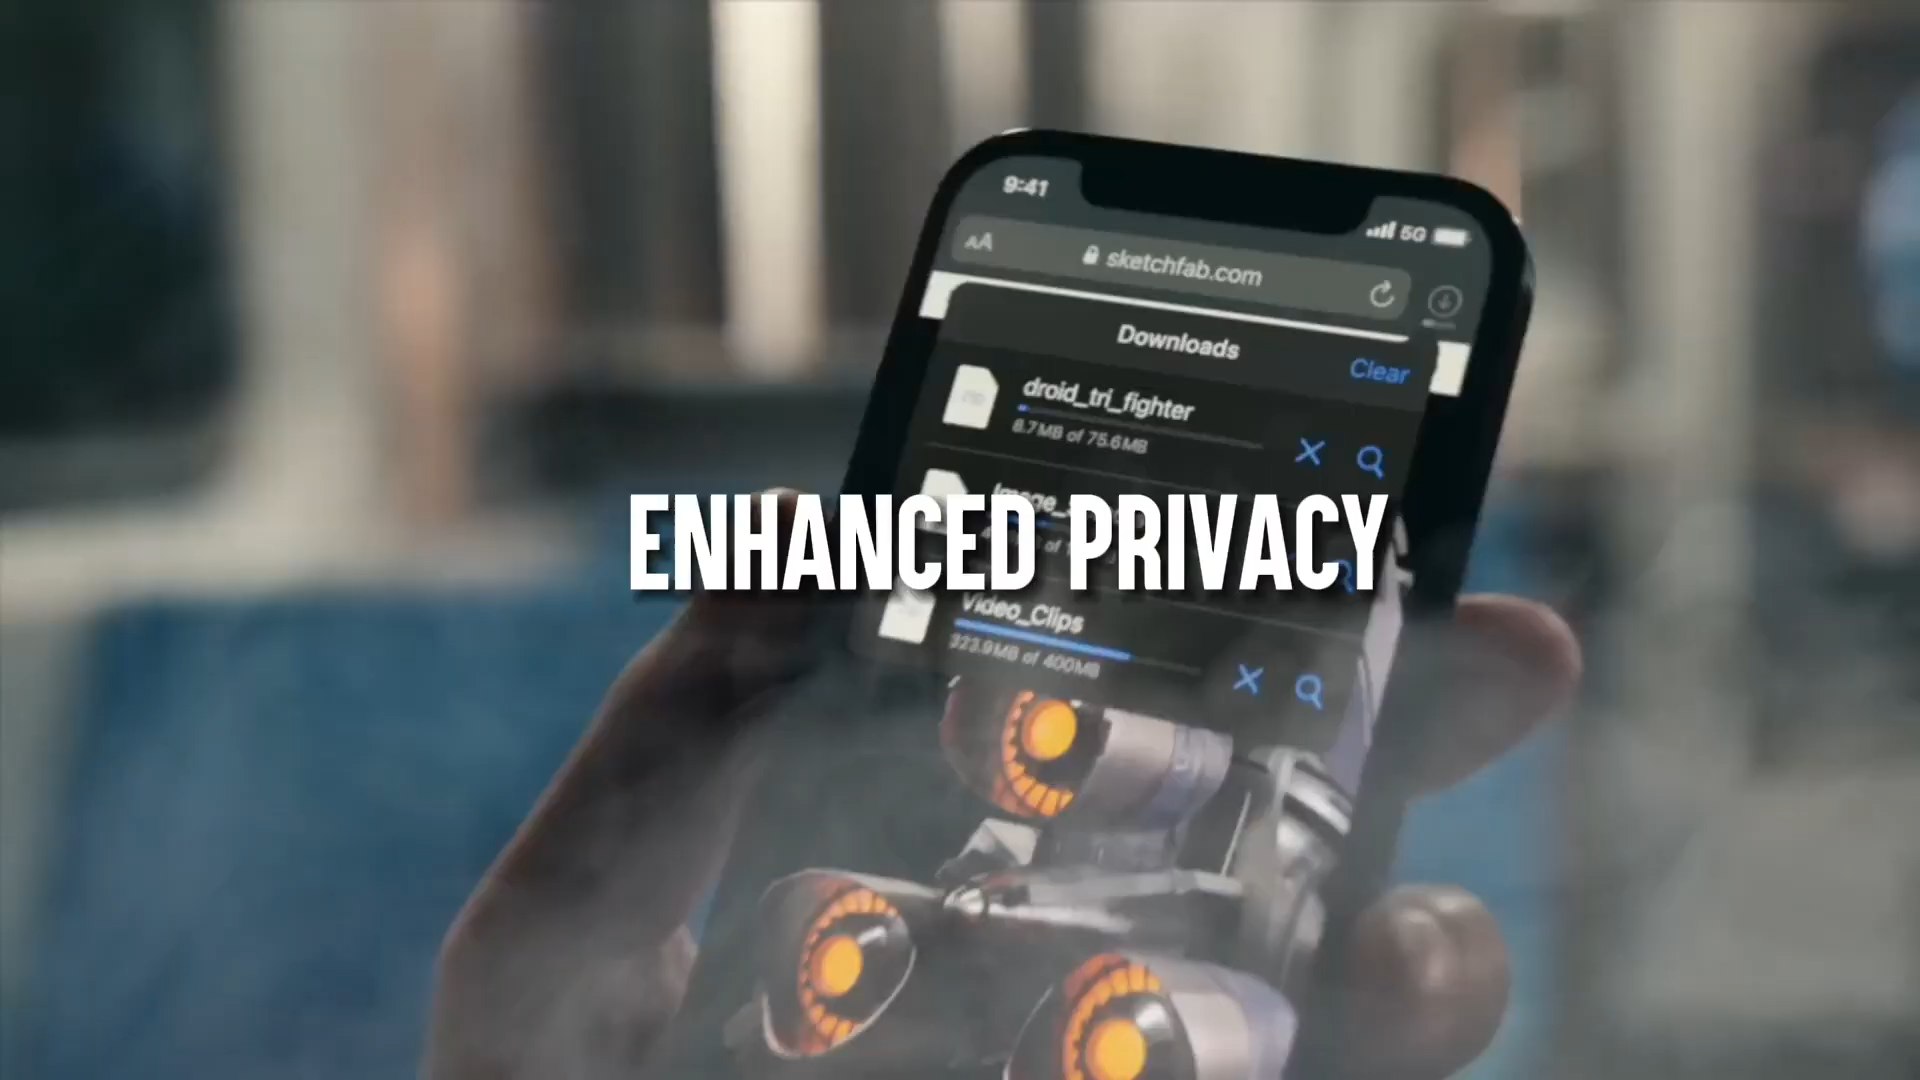 9:41
5G
AA
sketchfab.com
Downloads
Clear
droid_tri_fighter
8.7MB of 75.6MB
ENHANCED PRIVACY
Video_Clips
323.9MB of 400MB